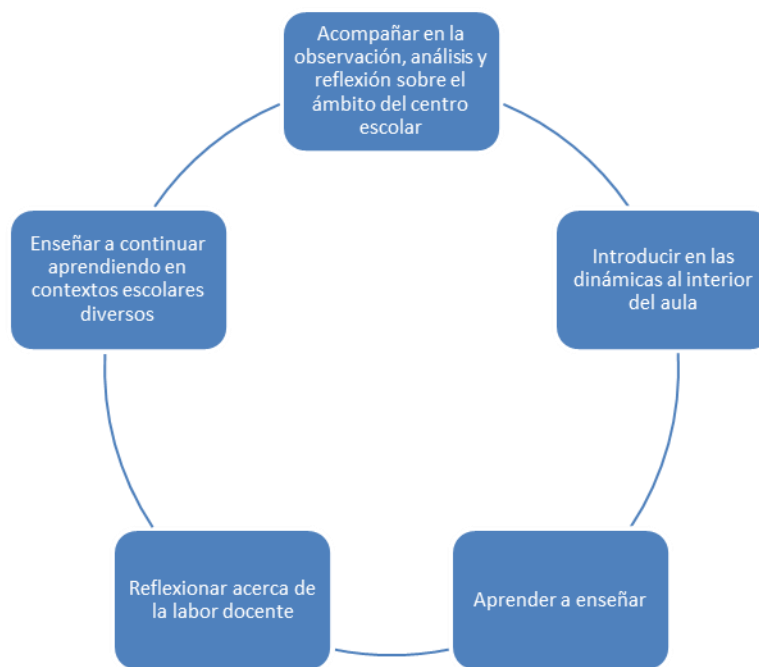 Acompañar en la
observación, análisis y
reflexión sobre el
ámbito del centro
escolar
Introducir en las
dinámicas al interior
del aula
Aprender a enseñar
Reflexionar acerca de
la labor docente
Enseñar a continuar
aprendiendo en
contextos escolares
diversos